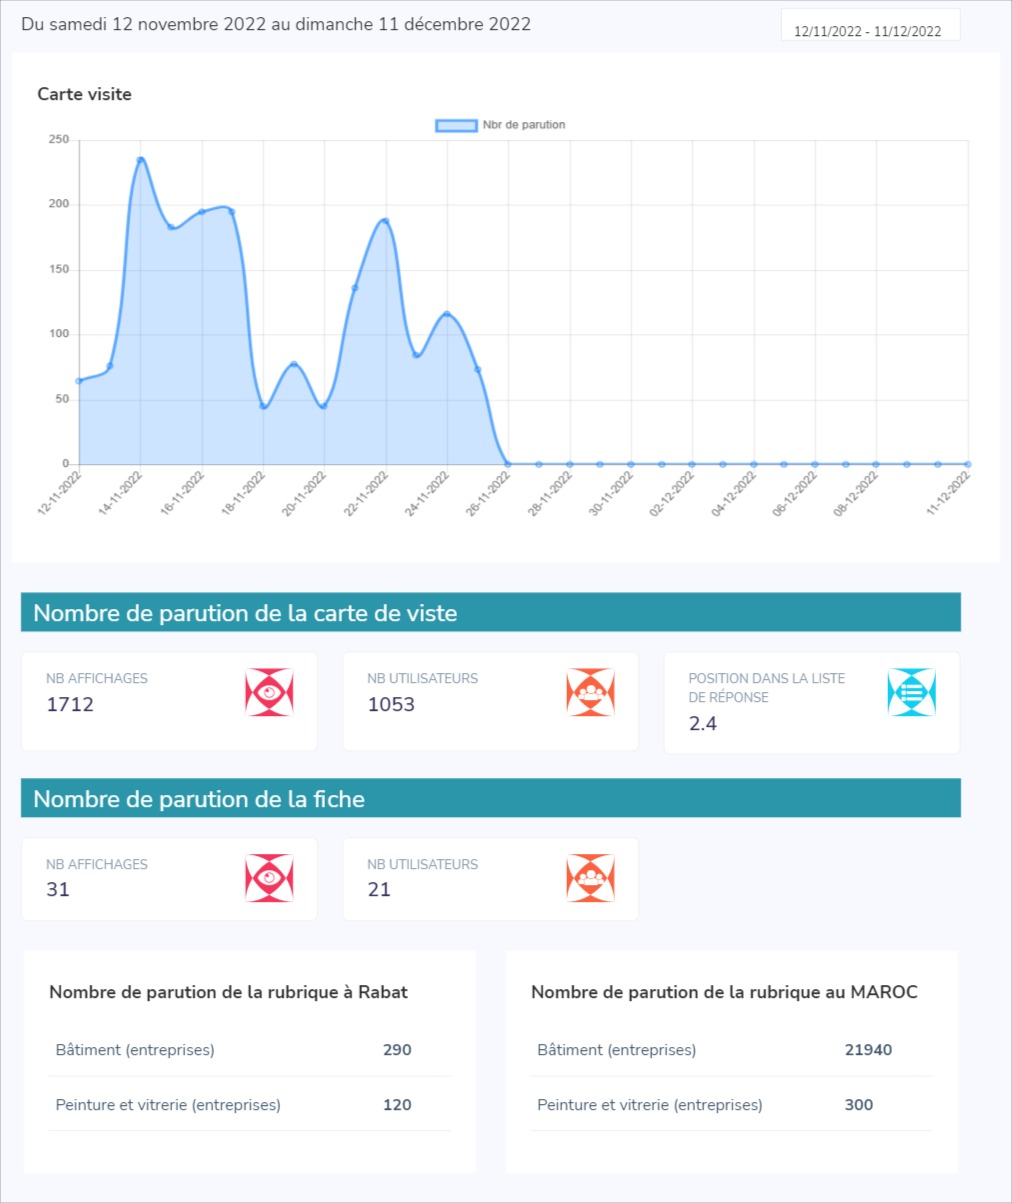 Du samedi 12 novembre 2022 au dimanche 11 décembre 2022
12/11/2022 - 11/12/2022
Carte visite
Nbr de parution
250
200
150
100
50
0
12-11-2022
14-11-2022
16-11-2022
18-11-2022
20-11-2022
22-11-2022
24-11-2022
26-11-2022
28-11-2022
30-11-2022
02-12-2022
04-12-2022
06-12-2022
08-12-2022
11-12-2022
Nombre de parution de la carte de viste
NB AFFICHAGES
1712
NB UTILISATEURS
1053
POSITION DANS LA LISTE
DE RÉPONSE
2.4
Nombre de parution de la fiche
NB AFFICHAGES
31
NB UTILISATEURS
21
Nombre de parution de la rubrique à Rabat
Bâtiment (entreprises) 290
Peinture et vitrerie (entreprises) 120
Nombre de parution de la rubrique au MAROC
Bâtiment (entreprises) 21940
Peinture et vitrerie (entreprises) 300